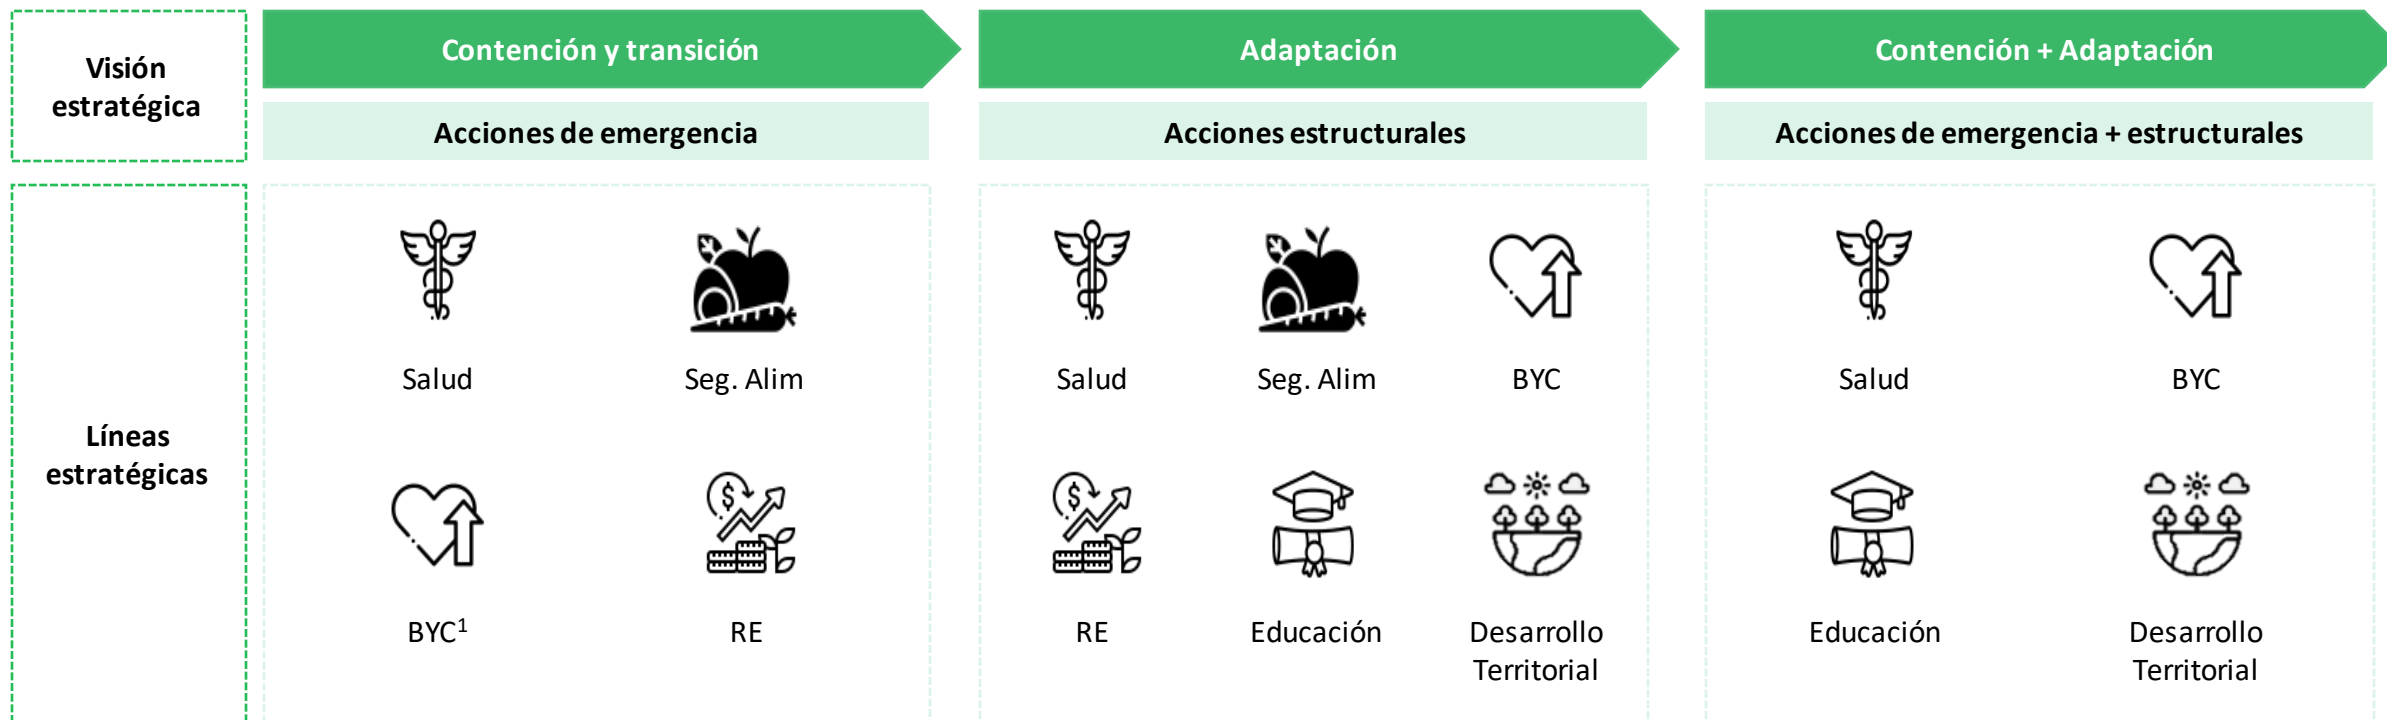 Visión
estratégica
Contención y transición
Adaptación
Contención + Adaptación
Acciones de emergencia
Acciones estructurales
Acciones de emergencia + estructurales
Líneas
estratégicas
Salud
Seg. Alim
BYC¹
RE
Salud
Seg. Alim
BYC
RE
Educación
Desarrollo
Territorial
Salud
BYC
Educación
Desarrollo
Territorial